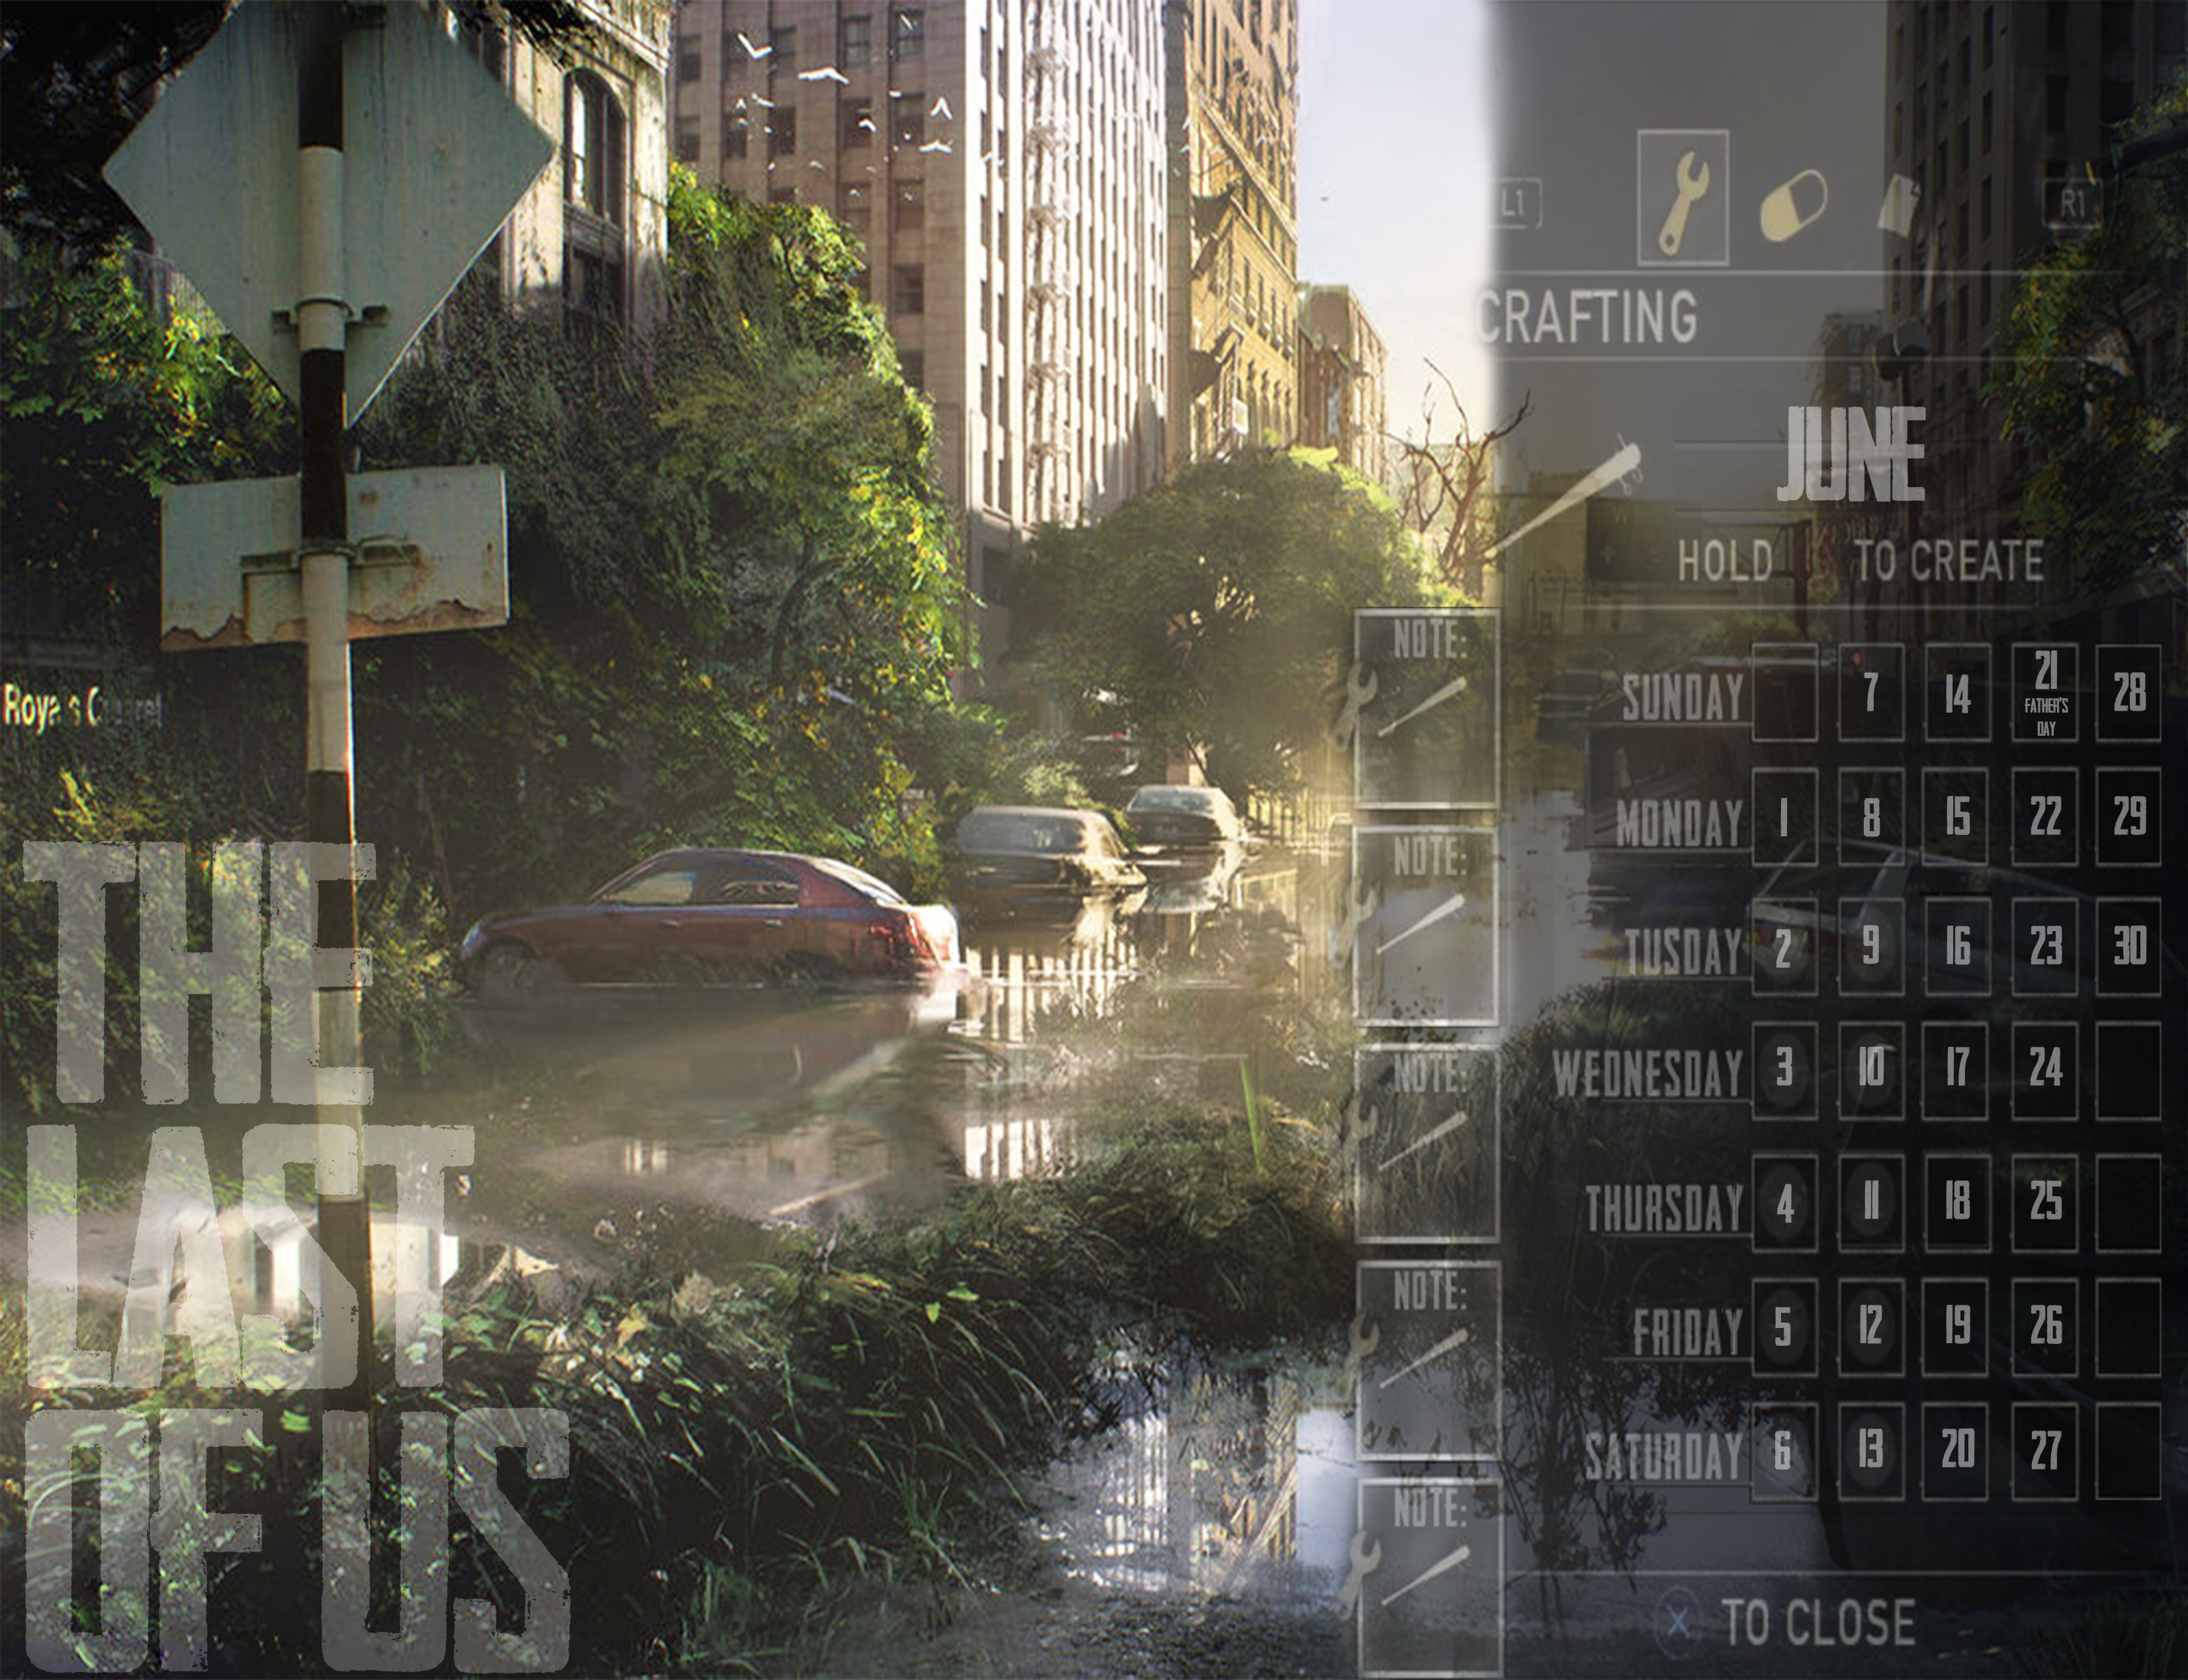 L1 R1
CRAFTING
JUNE
HOLD TO CREATE
NOTE:
NOTE:
NOTE:
NOTE:
NOTE:
SUNDAY 7 14 21 FATHER'S DAY 28
MONDAY 1 8 15 22 29
TUSDAY 2 9 16 23 30
WEDNESDAY 3 10 17 24
THURSDAY 4 11 18 25
FRIDAY 5 12 19 26
SATURDAY 6 13 20 27
X TO CLOSE
THE
LAST
OF US